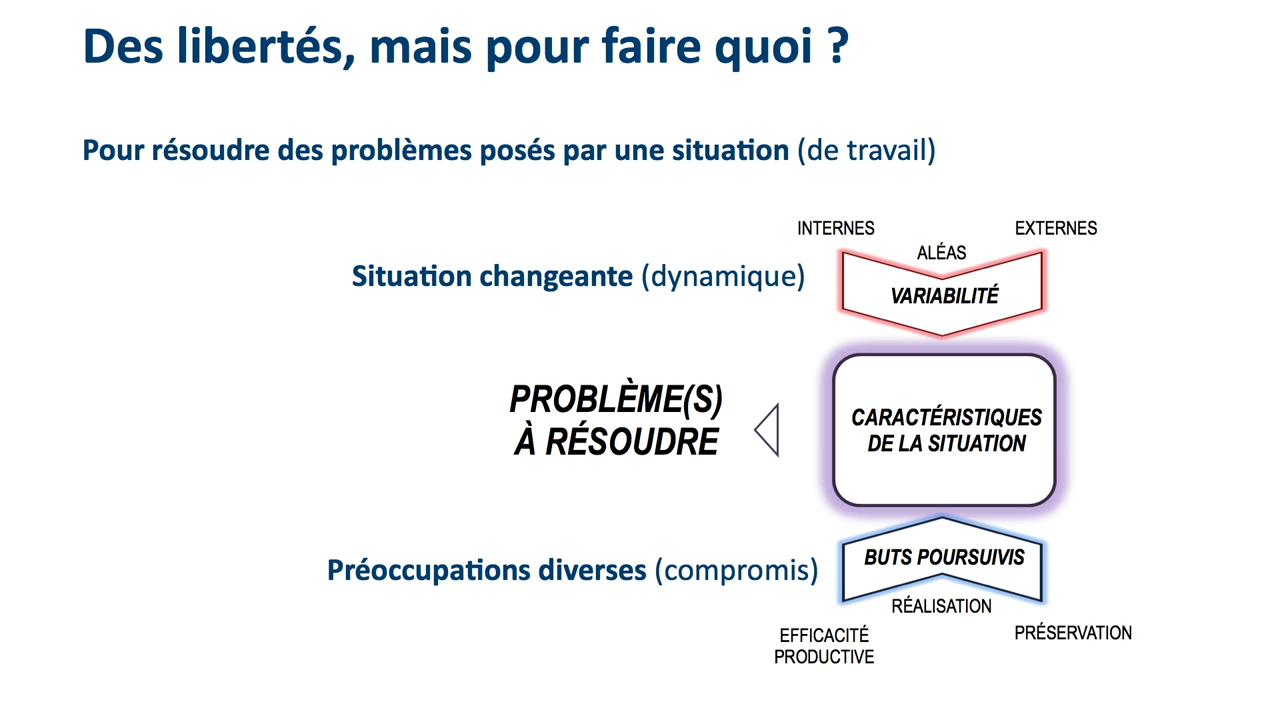 Des libertés, mais pour faire quoi ?
Pour résoudre des problèmes posés par une situation (de travail)
INTERNES
EXTERNES
ALÉAS
Situation changeante (dynamique)
VARIABILITÉ
PROBLÈME(S)
À RÉSOUDRE
CARACTÉRISTIQUES
DE LA SITUATION
Préoccupations diverses (compromis)
BUTS POURSUIVIS
RÉALISATION
EFFICACITÉ
PRODUCTIVE
PRÉSERVATION